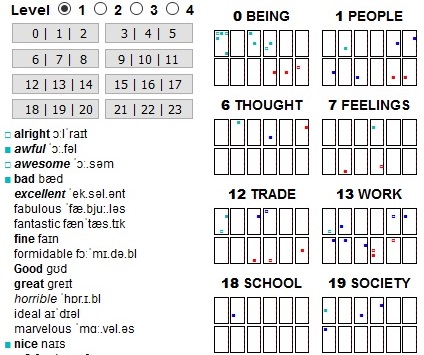 Level 1 2 3 4
0 | 1 | 2
3 | 4 | 5
6 | 7 | 8
9 | 10 | 11
12 | 13 | 14
15 | 16 | 17
18 | 19 | 20
21 | 22 | 23
alright ɔːlˈraɪt
awful ˈɔː.fəl
awesome ˈɔː.səm
bad bæd
excellent ˈek.səl.ənt
fabulous ˈfæ.bjuː.ləs
fantastic fænˈtæs.tɪk
fine faɪn
formidable fɔːˈmɪ.də.bl
Good gʊd
great greɪt
horrible ˈhɒr.ɪ.bl
ideal aɪˈdɪəl
marvelous ˈmɑː.vəl.əs
nice naɪs
0 BEING
1 PEOPLE
6 THOUGHT
7 FEELINGS
12 TRADE
13 WORK
18 SCHOOL
19 SOCIETY